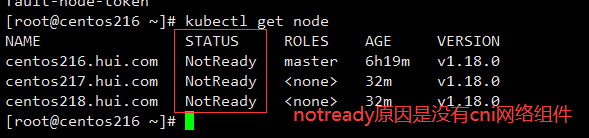 fault-node-token
[root@centos216 ~]# kubectl get node
NAME STATUS ROLES AGE VERSION
centos216.hui.com NotReady master 6h19m v1.18.0
centos217.hui.com NotReady <none> 32m v1.18.0
centos218.hui.com NotReady <none> 32m v1.18.0
[root@centos216 ~]#
notready原因是没有cni网络组件